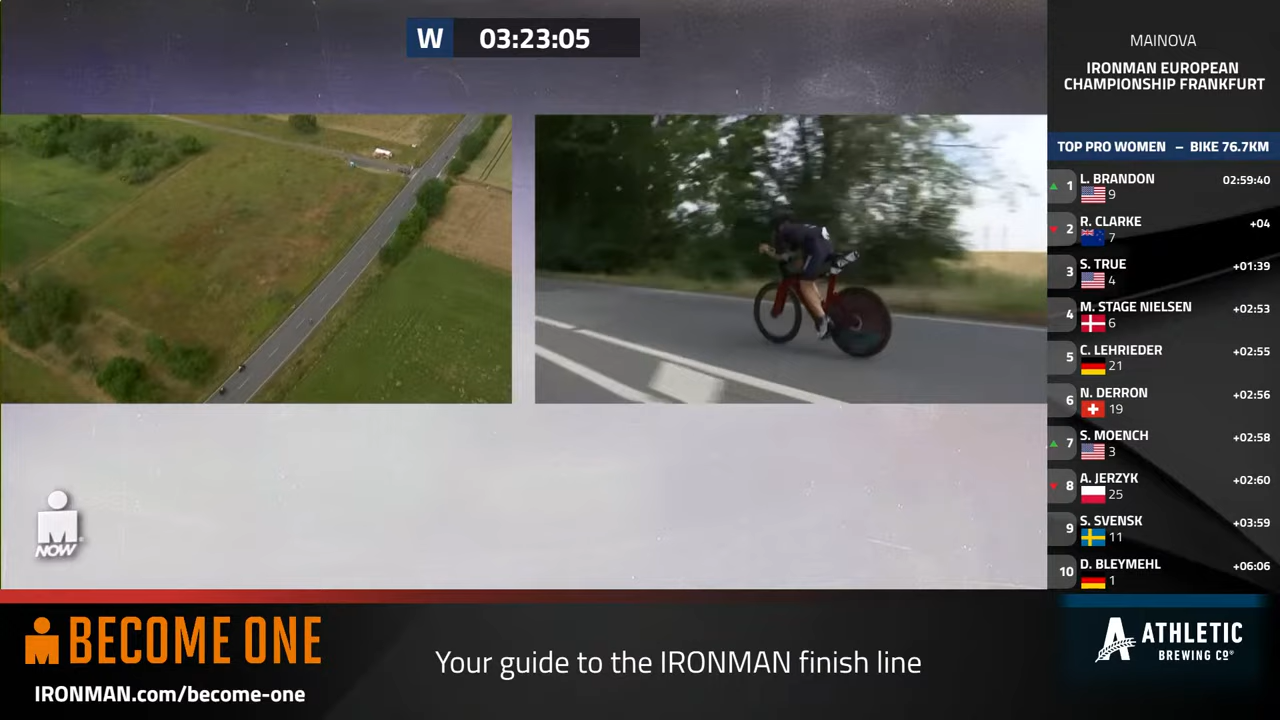 W 03:23:05
MAINOVA
IRONMAN EUROPEAN
CHAMPIONSHIP FRANKFURT
TOP PRO WOMEN – BIKE 76.7KM
1 L. BRANDON 02:59:40
9
2 R. CLARKE +04
7
3 S. TRUE +01:39
4
4 M. STAGE NIELSEN +02:53
6
5 C. LEHRIEDER +02:55
21
6 N. DERRON +02:56
19
7 S. MOENCH +02:58
3
8 A. JERZYK +02:60
25
9 S. SVENSK +03:59
11
10 D. BLEYMEHL +06:06
1
M
NOW
BECOME ONE
IRONMAN.com/become-one
Your guide to the IRONMAN finish line
A ATHLETIC
BREWING Cº®